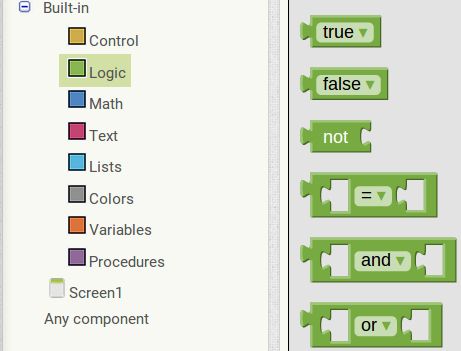 Built-in
Control
Logic
Math
Text
Lists
Colors
Variables
Procedures
Screen1
Any component
true
false
not
=
and
or